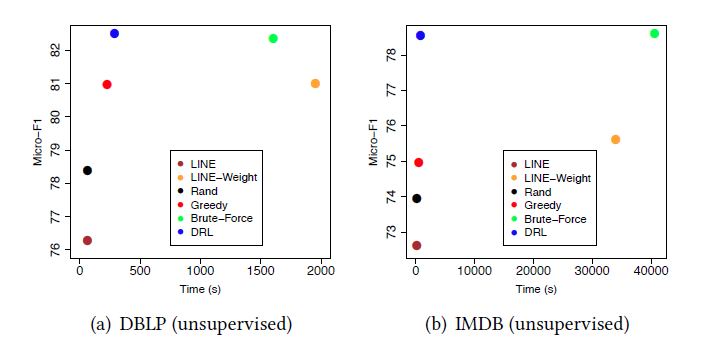 82
81
80
79
78
77
76
Micro−F1
LINE
LINE−Weight
Rand
Greedy
Brute−Force
DRL
0 500 1000 1500 2000
Time (s)
(a) DBLP (unsupervised)
78
77
76
75
74
73
Micro−F1
LINE
LINE−Weight
Rand
Greedy
Brute−Force
DRL
0 10000 20000 30000 40000
Time (s)
(b) IMDB (unsupervised)